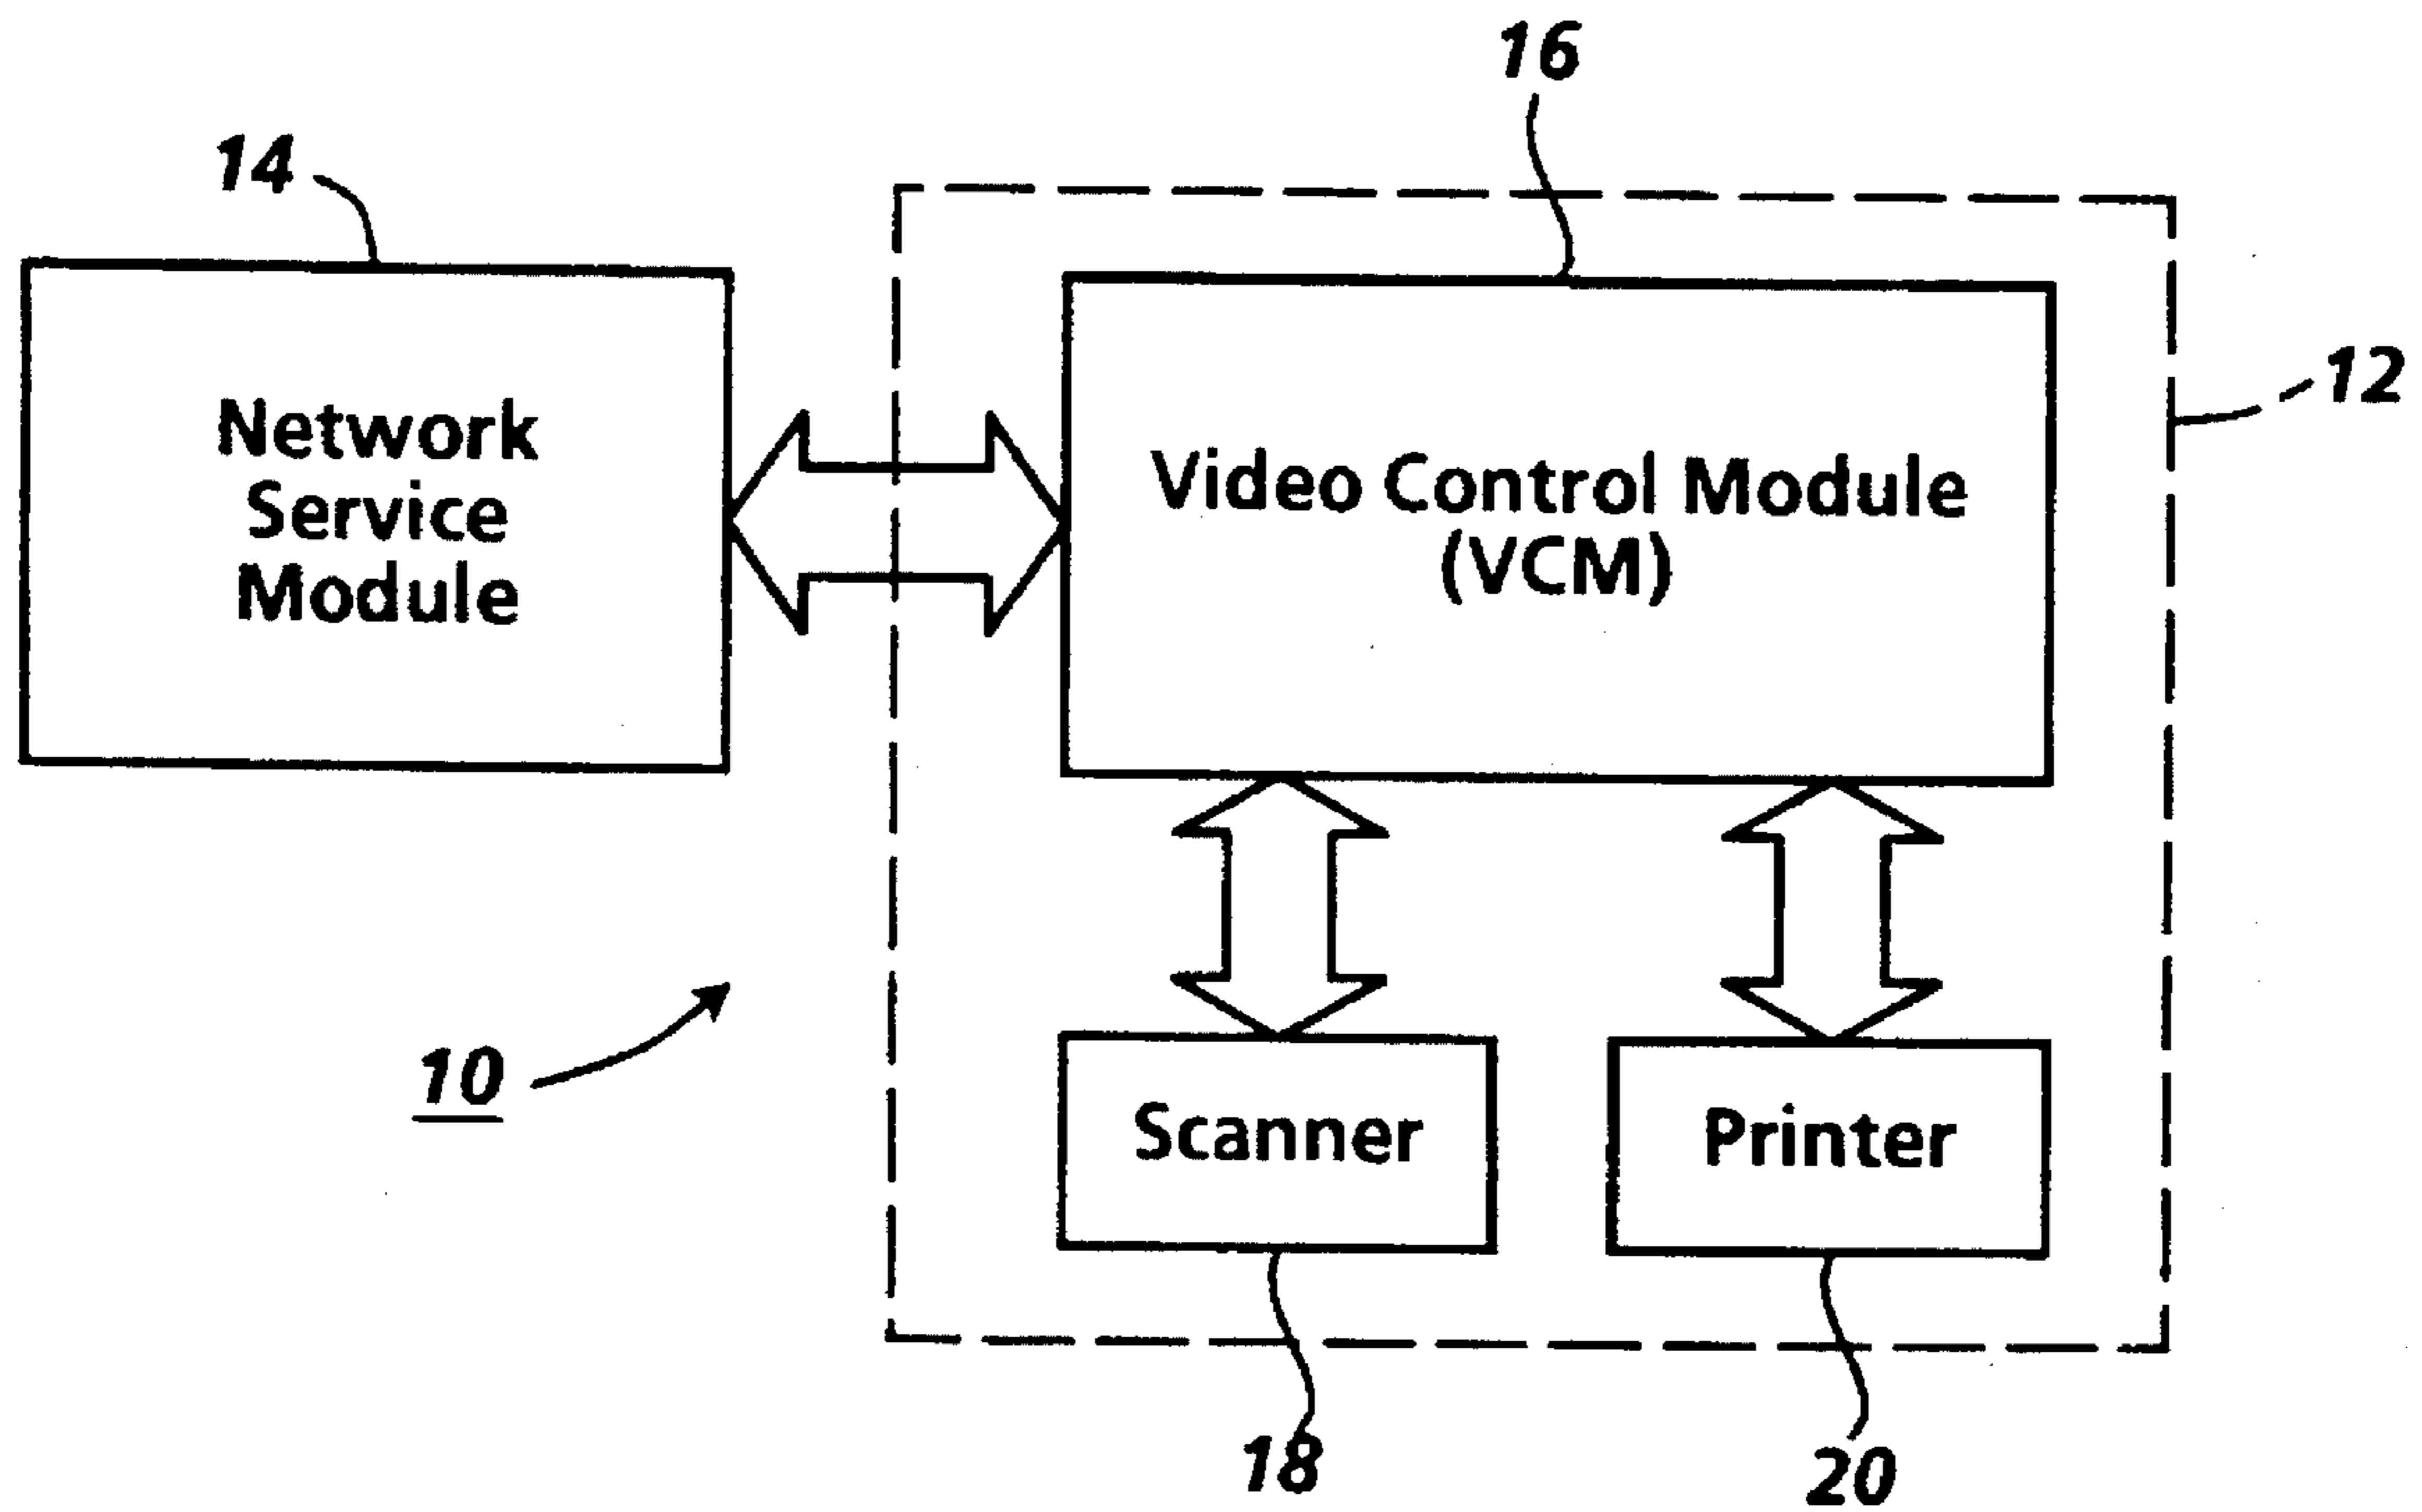 16
14
12
Network
Service
Module
Video Control Module
(VCM)
10
Scanner
Printer
18
20